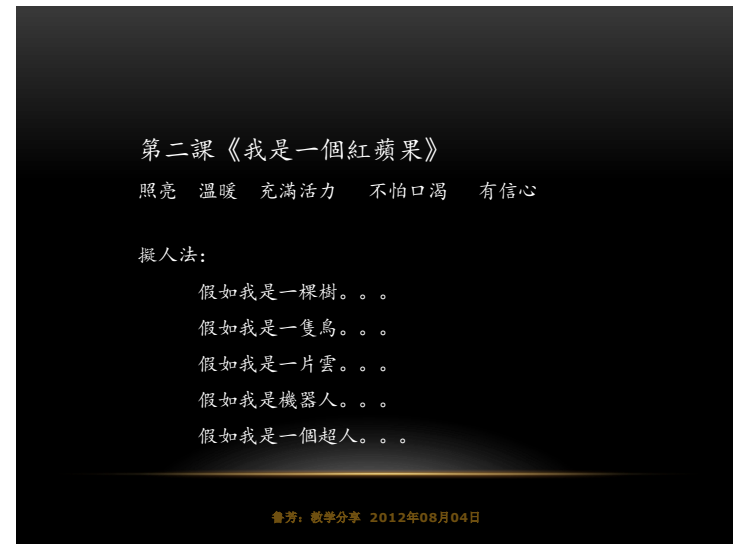 第二課《我是一個紅蘋果》
照亮 溫暖 充滿活力 不怕口渴 有信心
擬人法：
假如我是一棵樹。。。
假如我是一隻鳥。。。
假如我是一片雲。。。
假如我是機器人。。。
假如我是一個超人。。。
鲁芳：教学分享 2012年08月04日